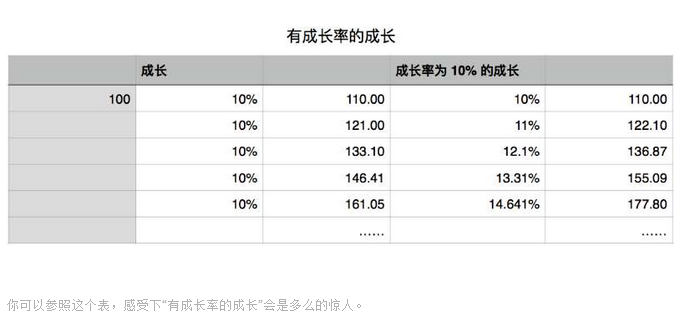 有成长率的成长
成长 成长率为 10% 的成长
100 10% 110.00 10% 110.00
10% 121.00 11% 122.10
10% 133.10 12.1% 136.87
10% 146.41 13.31% 155.09
10% 161.05 14.641% 177.80
…… ……
你可以参照这个表，感受下“有成长率的成长”会是多么的惊人。